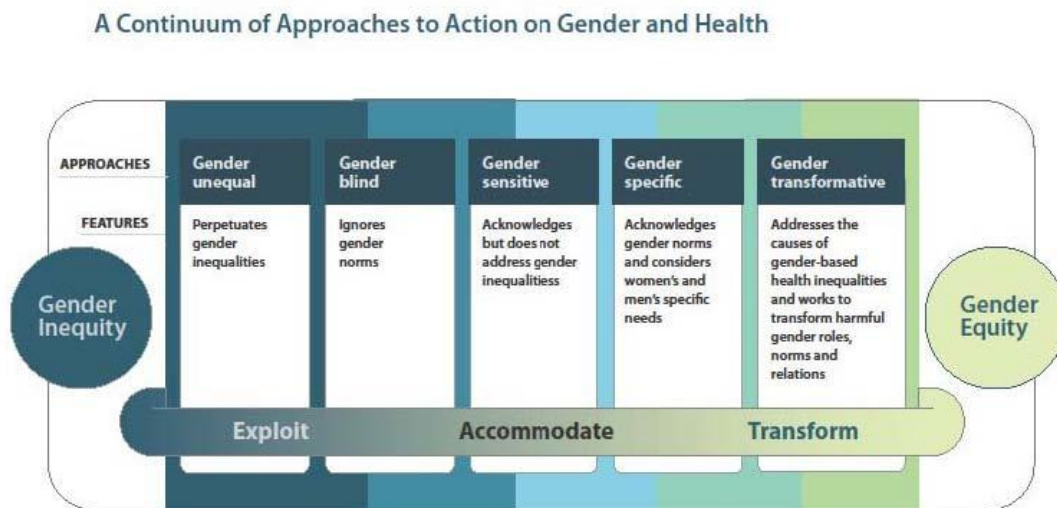 A Continuum of Approaches to Action on Gender and Health
APPROACHES
Gender
unequal
Gender
blind
Gender
sensitive
Gender
specific
Gender
transformative
FEATURES
Perpetuates
gender
inequalities
Ignores
gender
norms
Acknowledges
but does not
address gender
inequalitiess
Acknowledges
gender norms
and considers
women's and
men's specific
needs
Addresses the
causes of
gender-based
health inequalities
and works to
transform harmful
gender roles,
norms and
relations
Gender
Inequity
Gender
Equity
Exploit
Accommodate
Transform